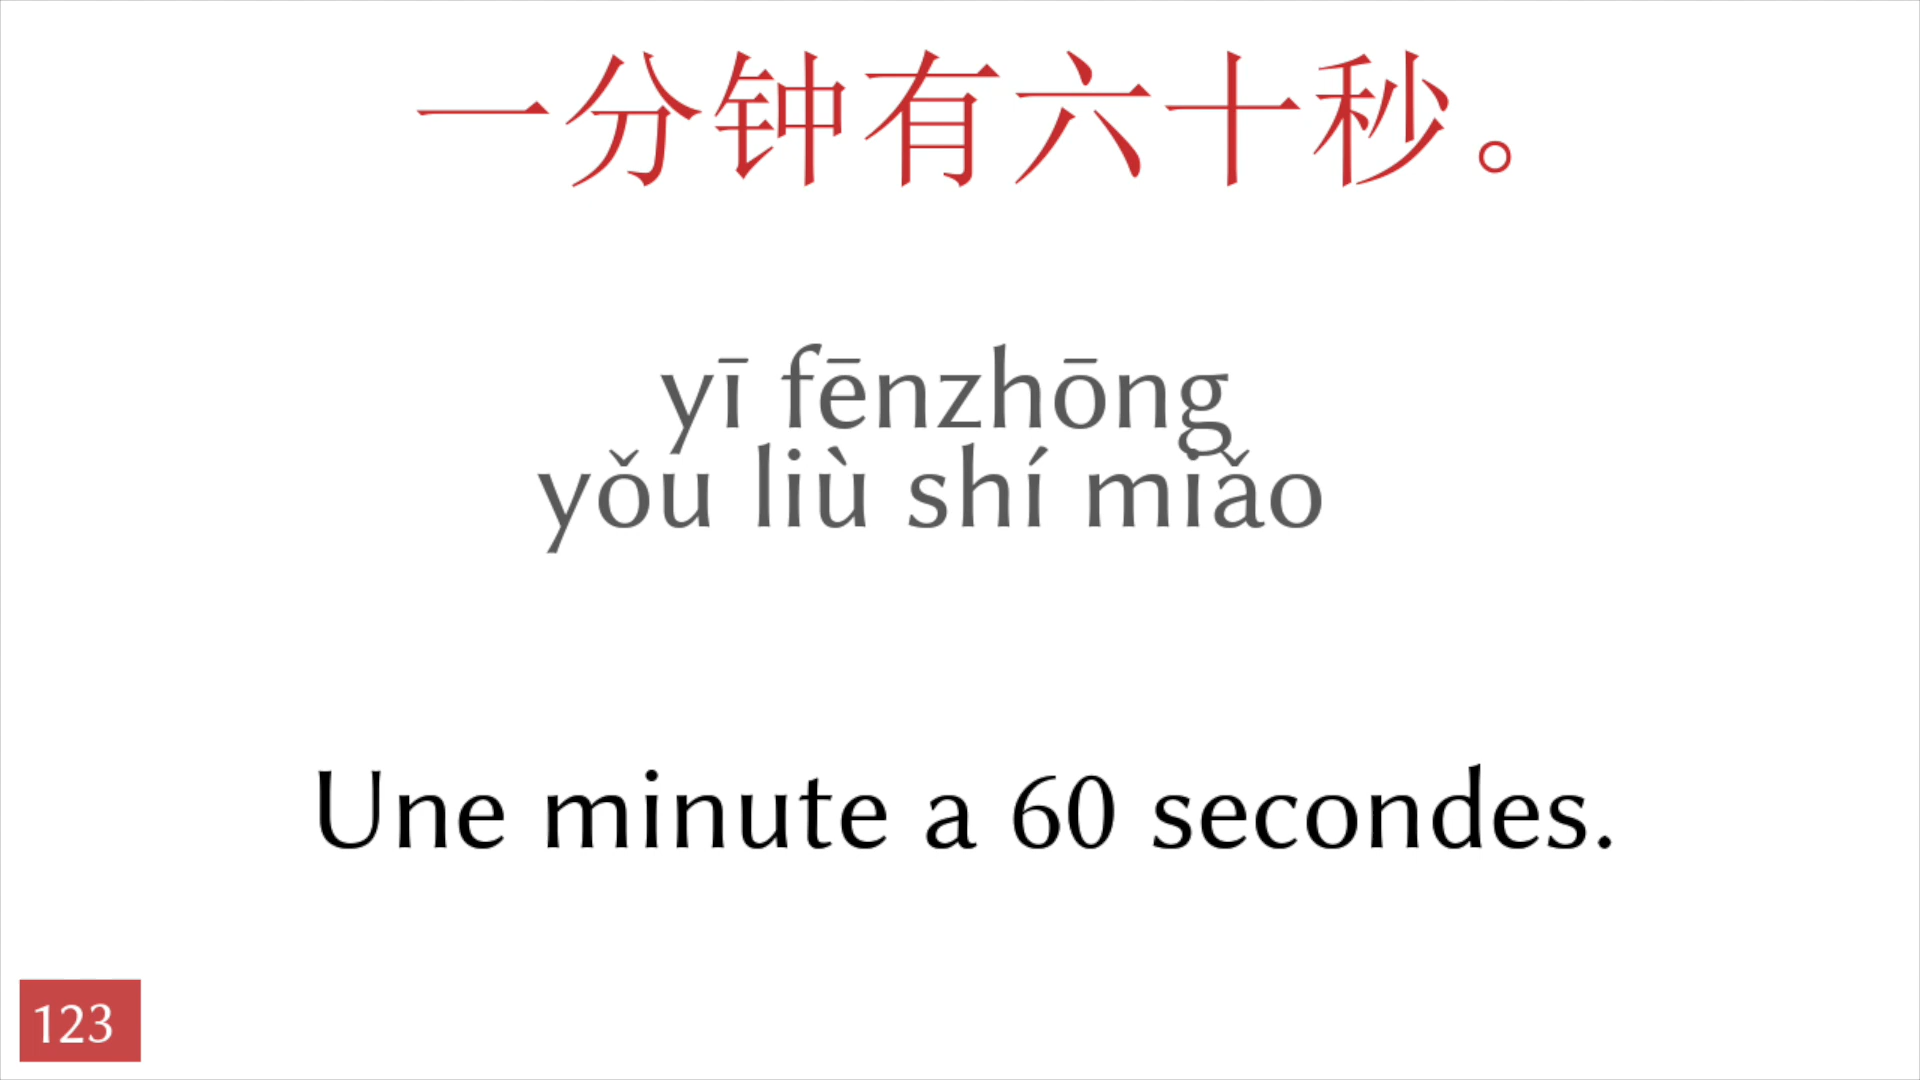 一分钟有六十秒。
yī fēnzhōng
yǒu liù shí miǎo
Une minute a 60 secondes.
123